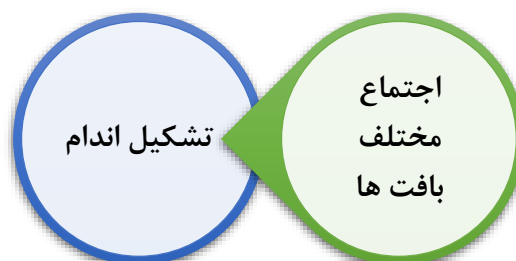 اجتماع
مختلف
بافت ها
تشکیل اندام